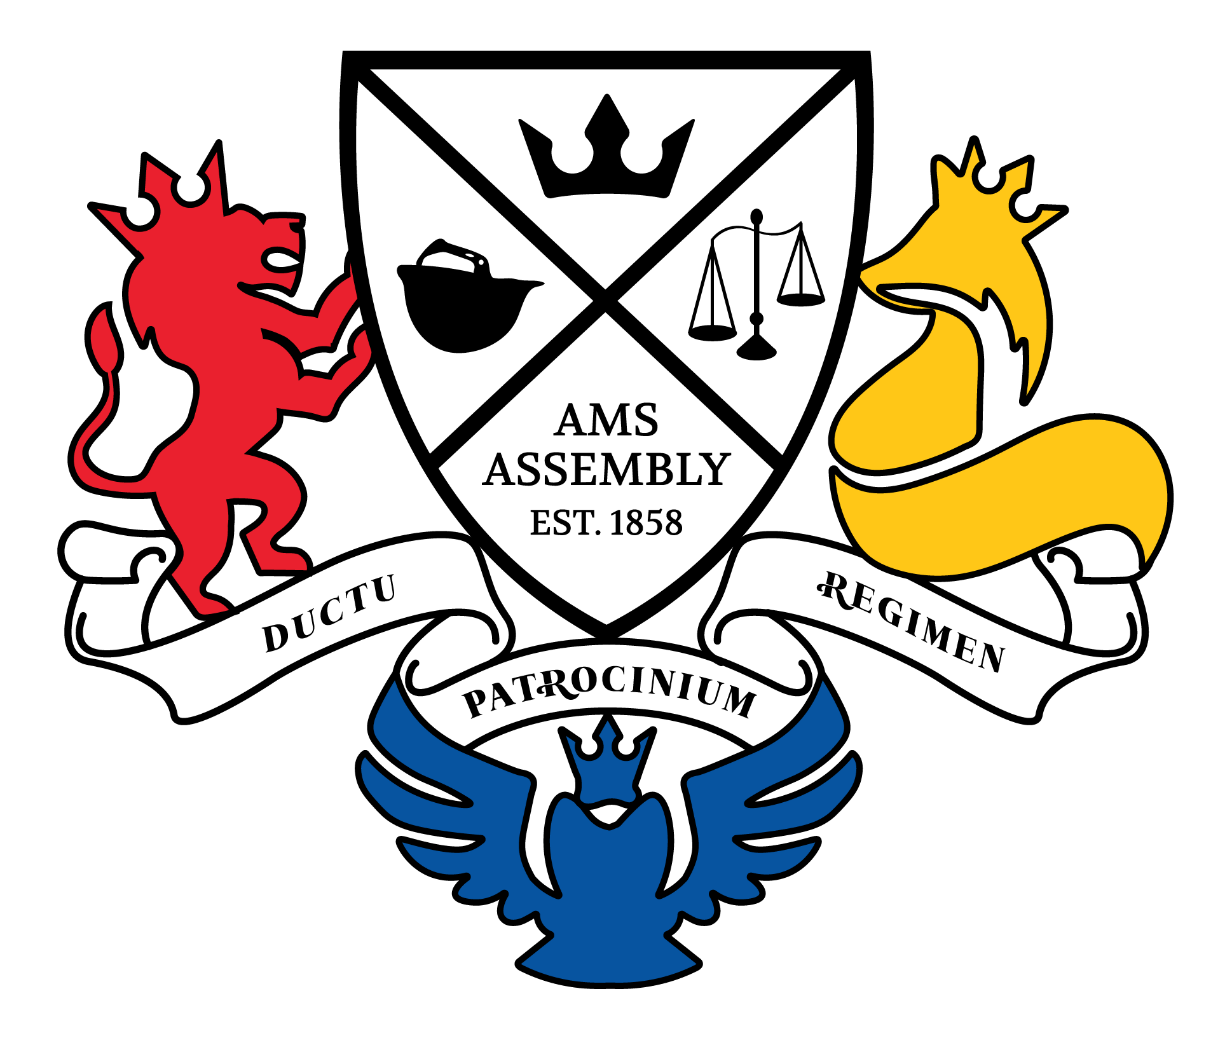 AMS
ASSEMBLY
EST. 1858
DUCTU
PATROCINIUM
REGIMEN